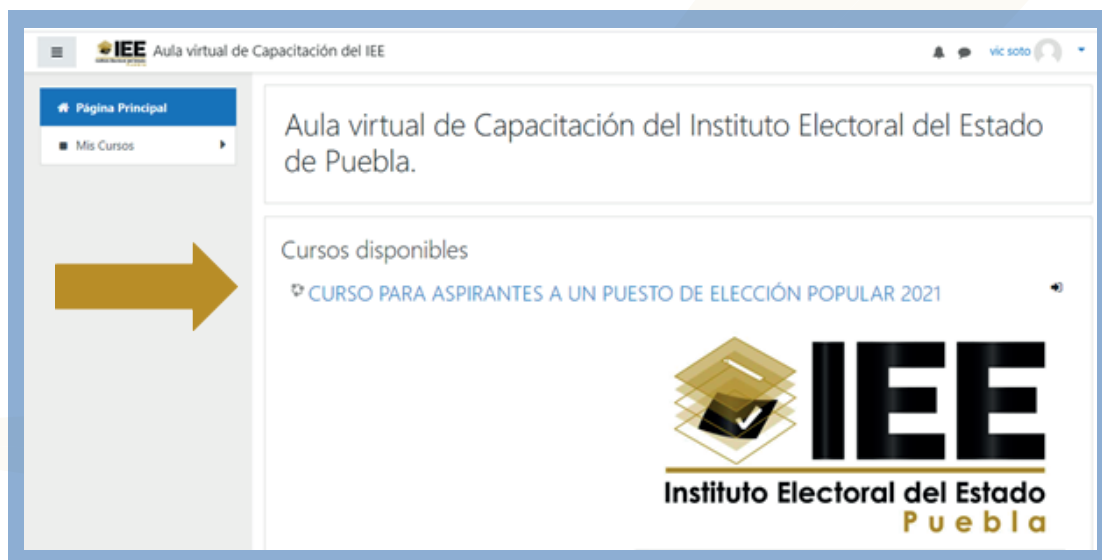 IEE Aula virtual de Capacitación del IEE
vic soto
Página Principal
Mis Cursos
Aula virtual de Capacitación del Instituto Electoral del Estado
de Puebla.
Cursos disponibles
CURSO PARA ASPIRANTES A UN PUESTO DE ELECCIÓN POPULAR 2021
IEE
Instituto Electoral del Estado
Puebla